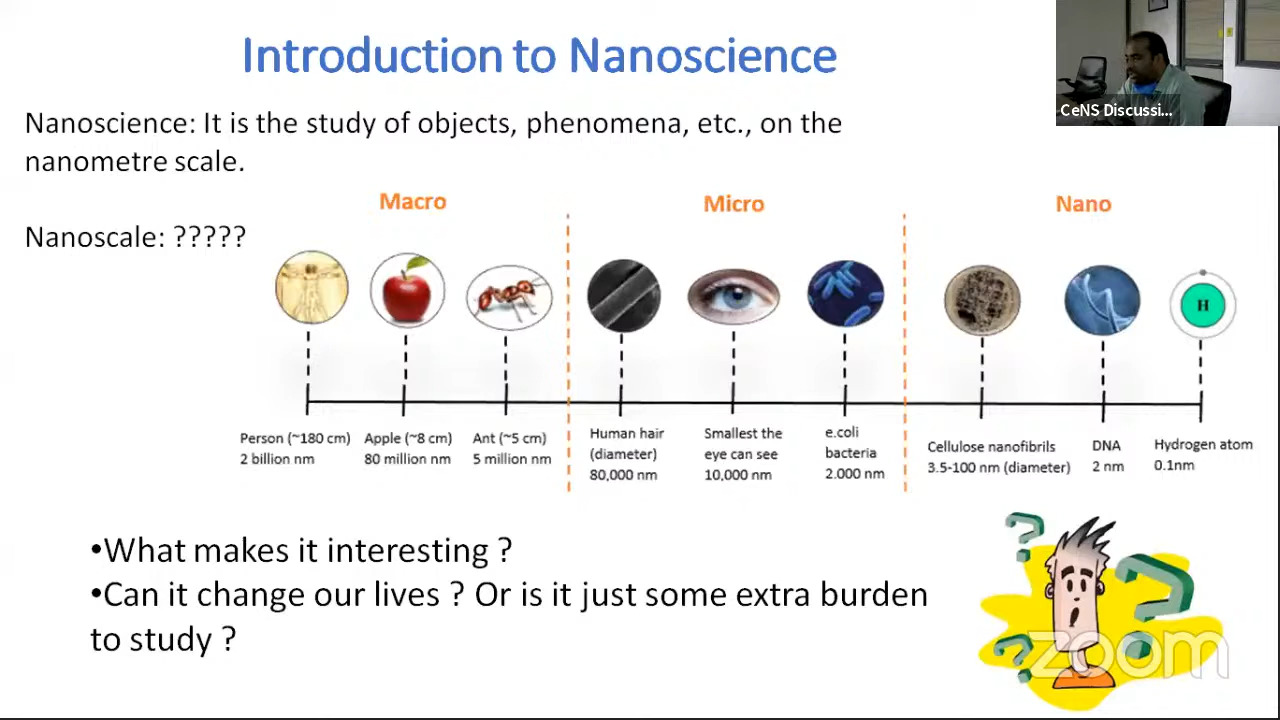 Introduction to Nanoscience
CeNS Discussi...
Nanoscience: It is the study of objects, phenomena, etc., on the
nanometre scale.
Macro
Micro
Nano
Nanoscale: ?????
H
Person (~180 cm)
2 billion nm
Apple (~8 cm)
80 million nm
Ant (~5 cm)
5 million nm
Human hair
(diameter)
80,000 nm
Smallest the
eye can see
10,000 nm
e.coli
bacteria
2.000 nm
Cellulose nanofibrils
3.5-100 nm (diameter)
DNA
2 nm
Hydrogen atom
0.1nm
•What makes it interesting ?
•Can it change our lives ? Or is it just some extra burden
to study ?
? ? ?
zoom